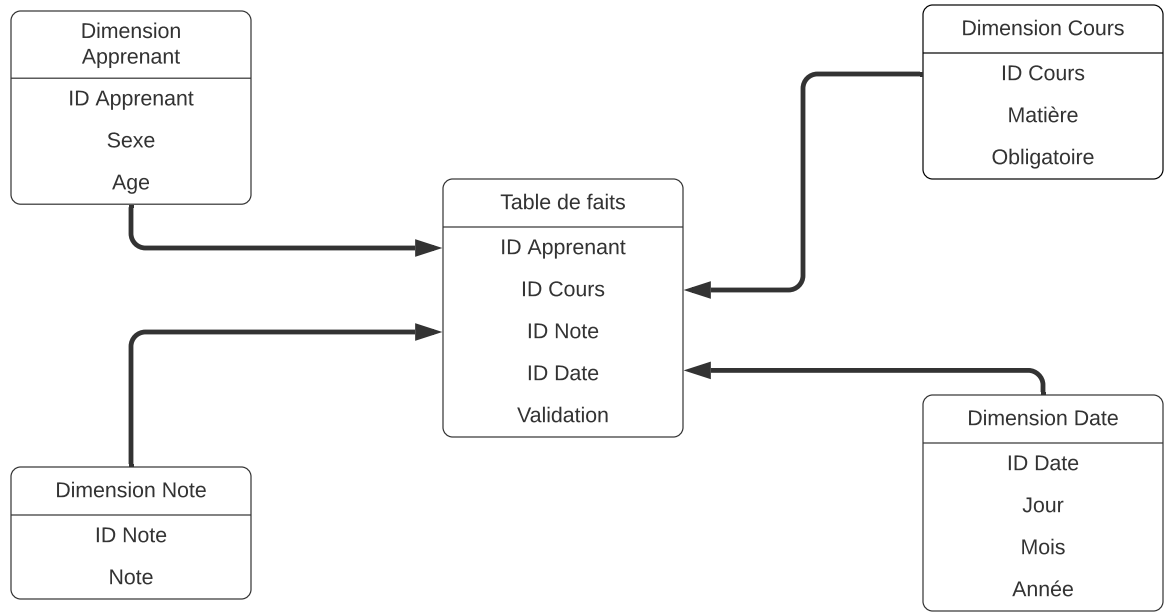 Dimension
Apprenant
ID Apprenant
Sexe
Age
Dimension Cours
ID Cours
Matière
Obligatoire
Table de faits
ID Apprenant
ID Cours
ID Note
ID Date
Validation
Dimension Note
ID Note
Note
Dimension Date
ID Date
Jour
Mois
Année